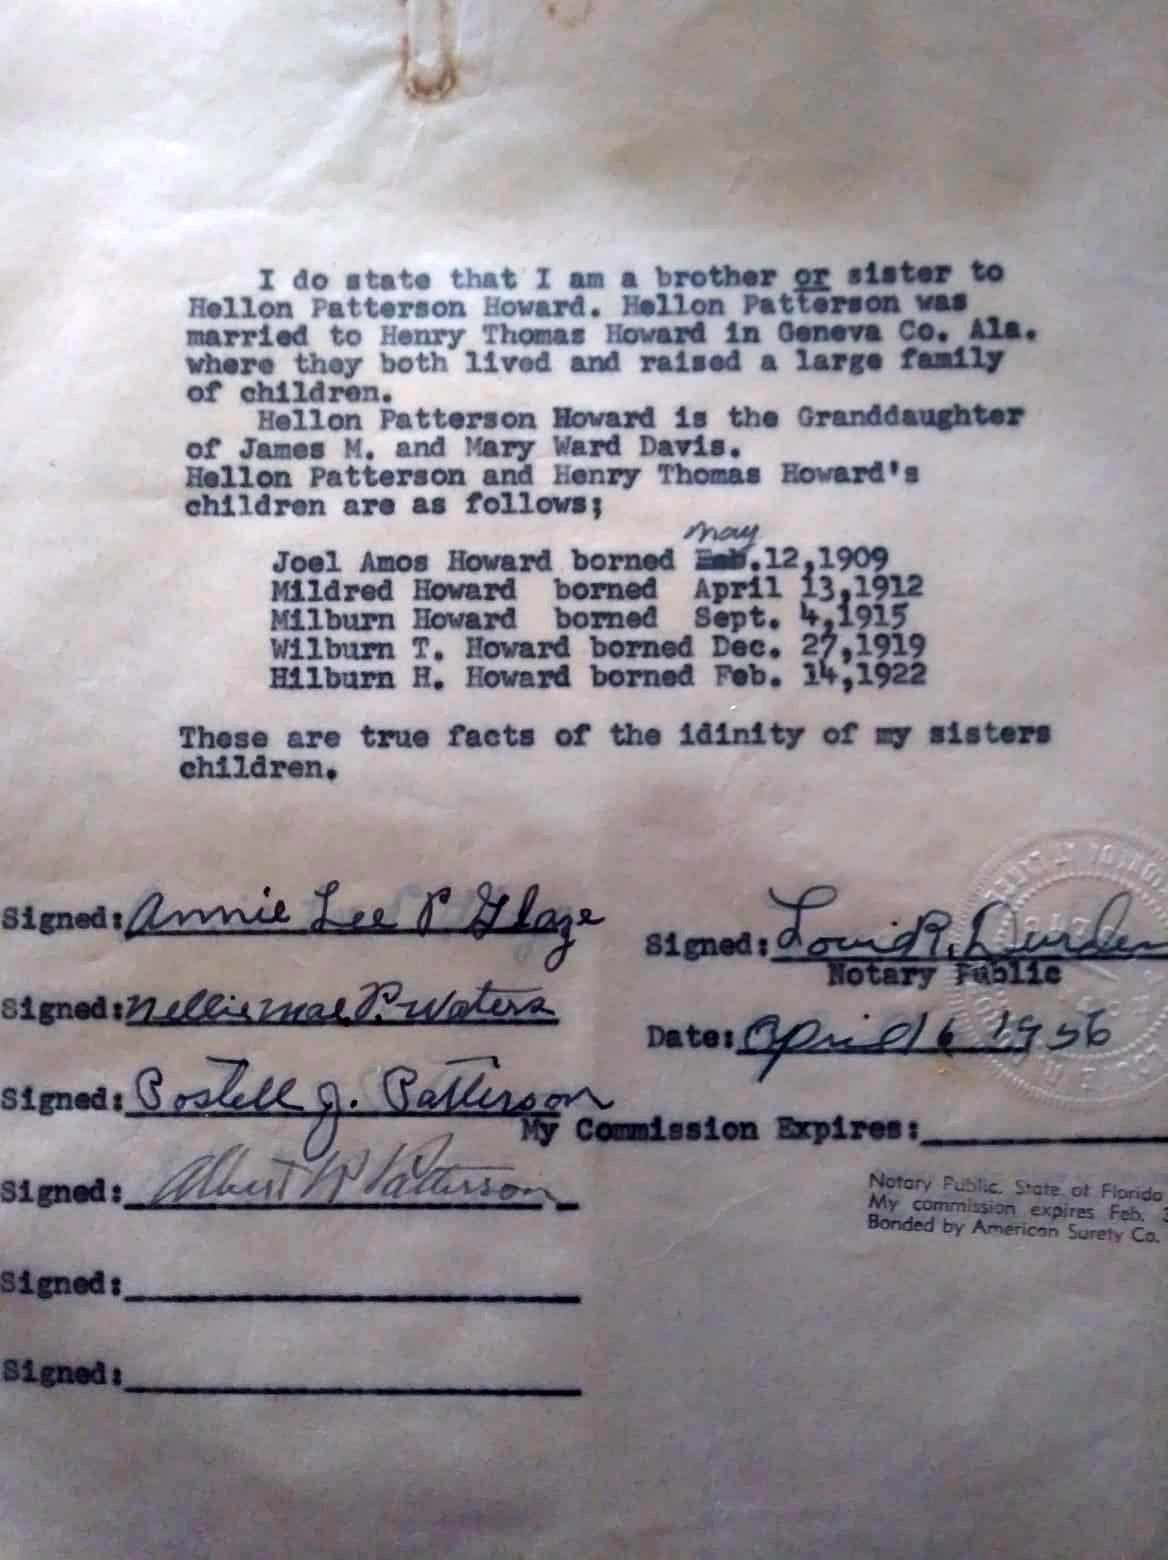 I do state that I am a brother or sister to
Hellon Patterson Howard. Hellon Patterson was
married to Henry Thomas Howard in Geneva Co. Ala.
where they both lived and raised a large family
of children.
Hellon Patterson Howard is the Granddaughter
of James M. and Mary Ward Davis.
Hellon Patterson and Henry Thomas Howard's
children are as follows;
may
Joel Amos Howard borned Feb.12,1909
Mildred Howard borned April 13,1912
Milburn Howard borned Sept. 4,1915
Wilburn T. Howard borned Dec. 27,1919
Hilburn H. Howard borned Feb. 14,1922
These are true facts of the idinity of my sisters
children.
Signed: Annie Lee P Glaze
Signed: Louis R. Durden
Notary Public
Signed: Nellie mae P. Waters
Date: April 16 1956
Signed: Postell J. Patterson
My Commission Expires:
Signed: Albert W Patterson
Notary Public, State of Florida
My commission expires Feb.
Bonded by American Surety Co.
Signed:
Signed: